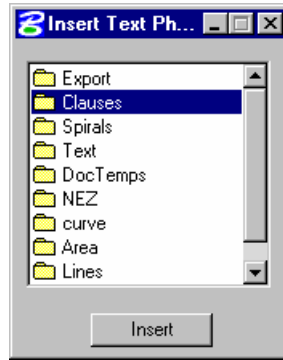 Insert Text Ph...
Export
Clauses
Spirals
Text
DocTemps
NEZ
curve
Area
Lines
Insert